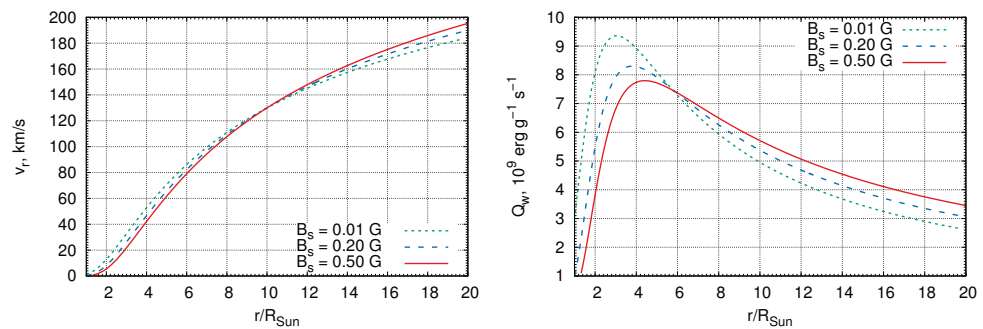 200
180
160
140
120
100
80
60
40
20
0
v_r, km/s
2 4 6 8 10 12 14 16 18 20
r/R_Sun
B_s = 0.01 G
B_s = 0.20 G
B_s = 0.50 G
10
9
8
7
6
5
4
3
2
1
Q_w, 10^9 erg g^-1 s^-1
2 4 6 8 10 12 14 16 18 20
r/R_Sun
B_s = 0.01 G
B_s = 0.20 G
B_s = 0.50 G